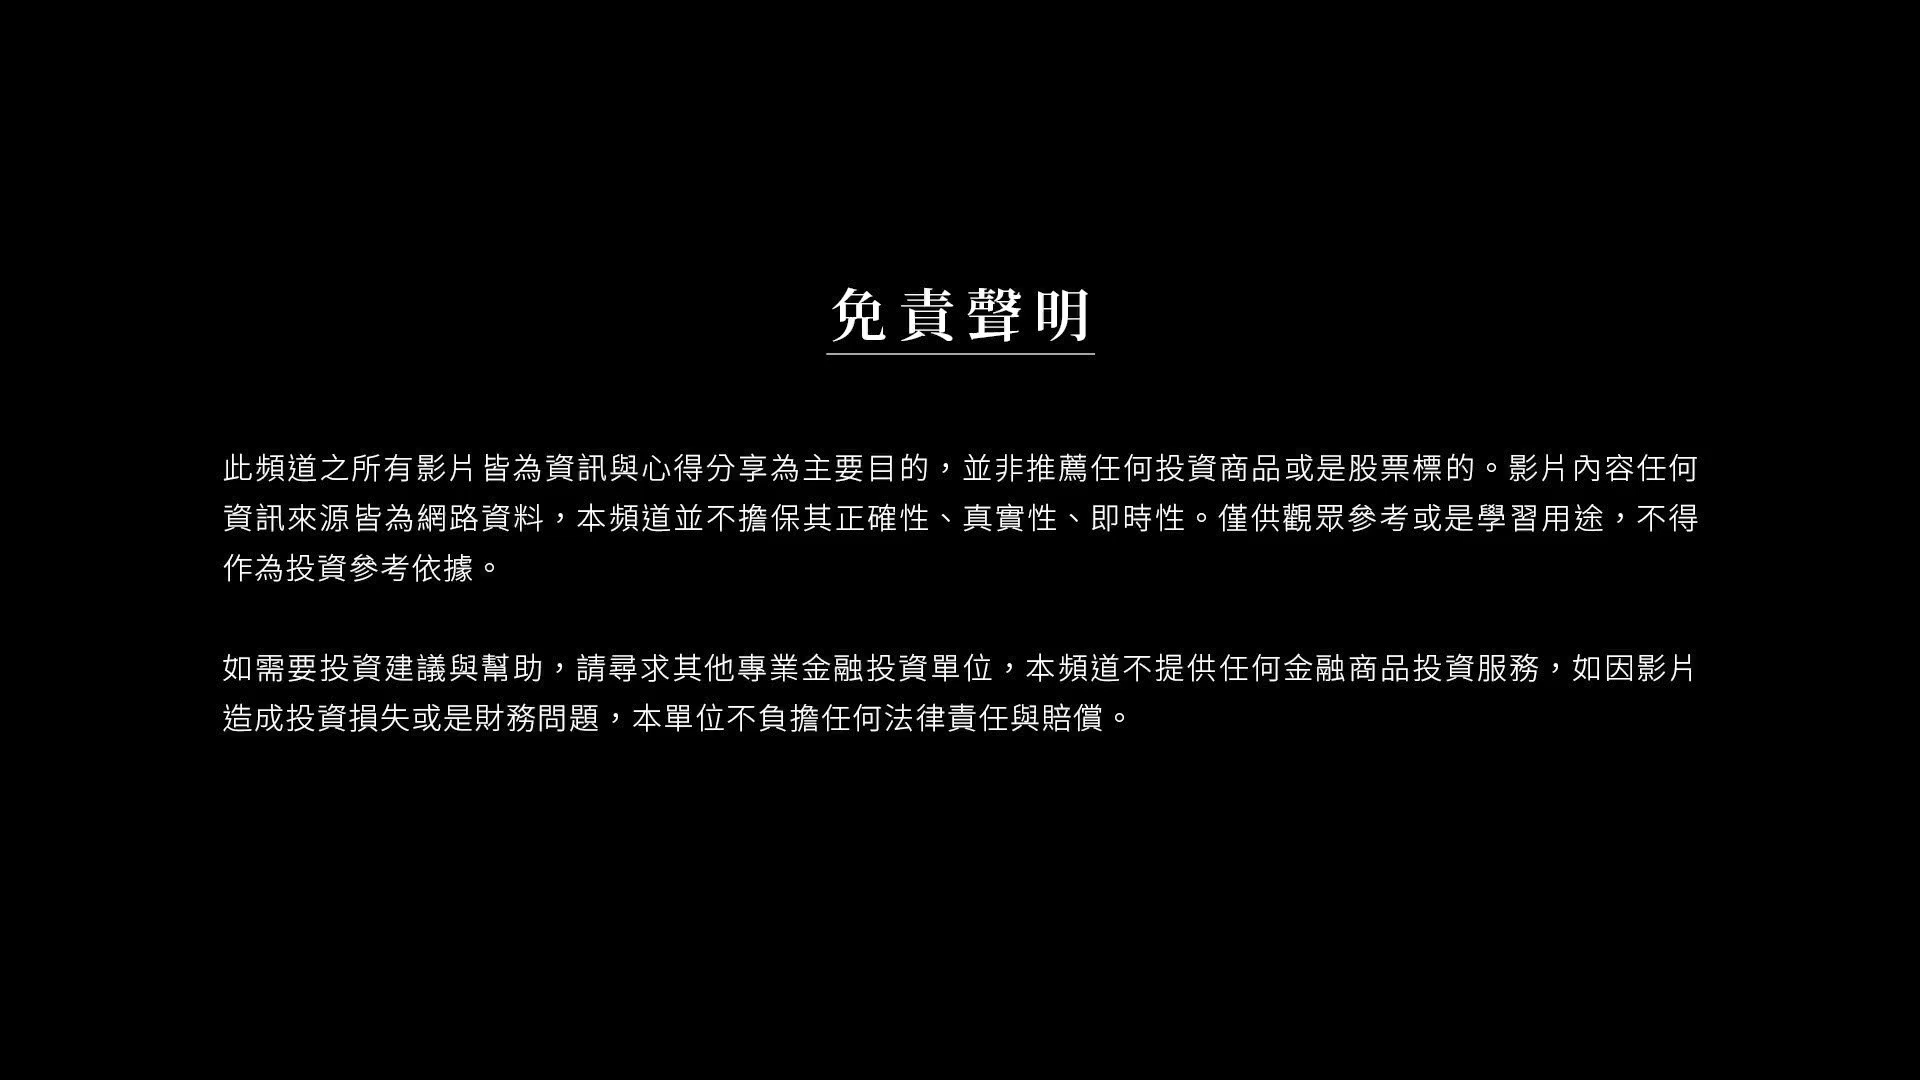 免責聲明
此頻道之所有影片皆為資訊與心得分享為主要目的，並非推薦任何投資商品或是股票標的。影片內容任何
資訊來源皆為網路資料，本頻道並不擔保其正確性、真實性、即時性。僅供觀眾參考或是學習用途，不得
作為投資參考依據。
如需要投資建議與幫助，請尋求其他專業金融投資單位，本頻道不提供任何金融商品投資服務，如因影片
造成投資損失或是財務問題，本單位不負擔任何法律責任與賠償。